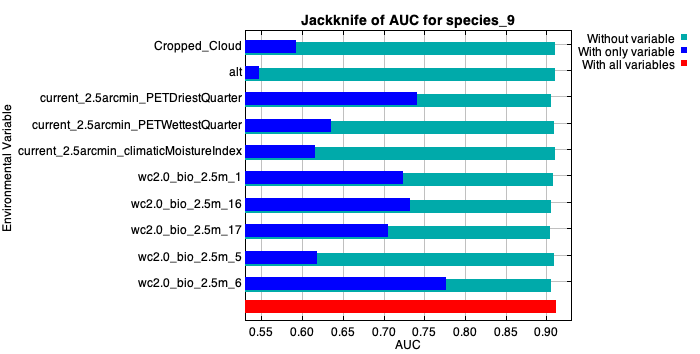 Jackknife of AUC for species_9
Without variable
With only variable
With all variables
Environmental Variable
Cropped_Cloud
alt
current_2.5arcmin_PETDriestQuarter
current_2.5arcmin_PETWettestQuarter
current_2.5arcmin_climaticMoistureIndex
wc2.0_bio_2.5m_1
wc2.0_bio_2.5m_16
wc2.0_bio_2.5m_17
wc2.0_bio_2.5m_5
wc2.0_bio_2.5m_6
0.55 0.60 0.65 0.70 0.75 0.80 0.85 0.90
AUC